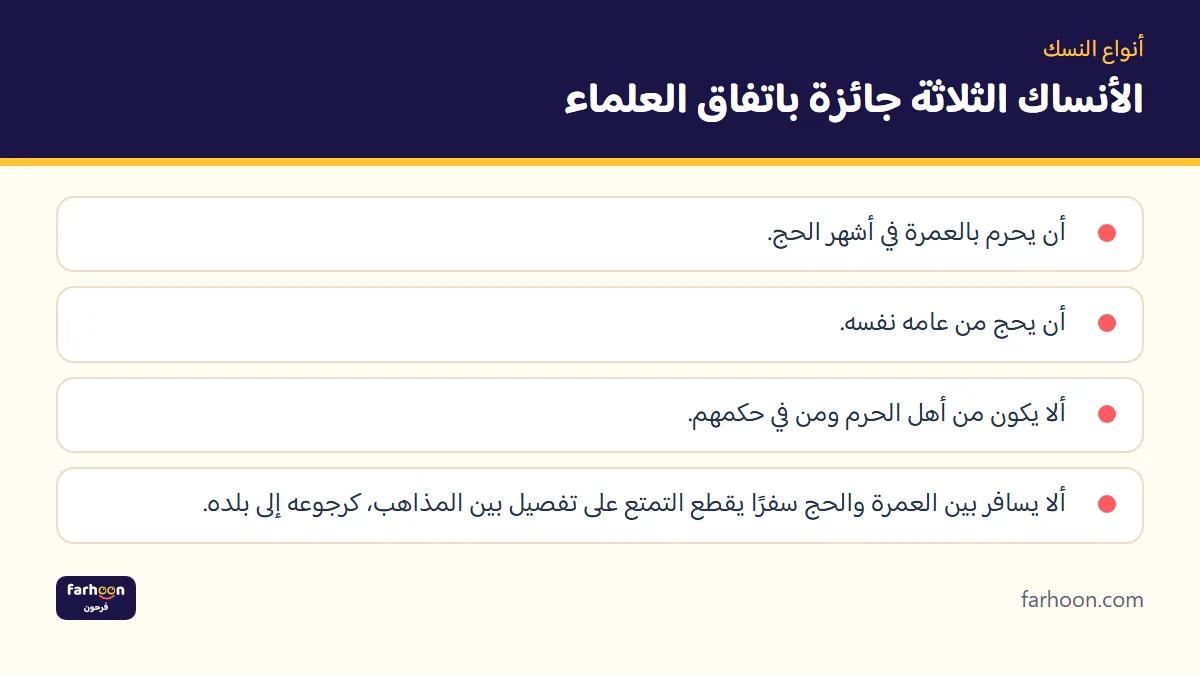 أنواع النسك
الأنساك الثلاثة جائزة باتفاق العلماء
أن يحرم بالعمرة في أشهر الحج.
أن يحج من عامه نفسه.
ألا يكون من أهل الحرم ومن في حكمهم.
ألا يسافر بين العمرة والحج سفرًا يقطع التمتع على تفصيل بين المذاهب، كرجوعه إلى بلده.
farhoon.com
farhoon
فرحون